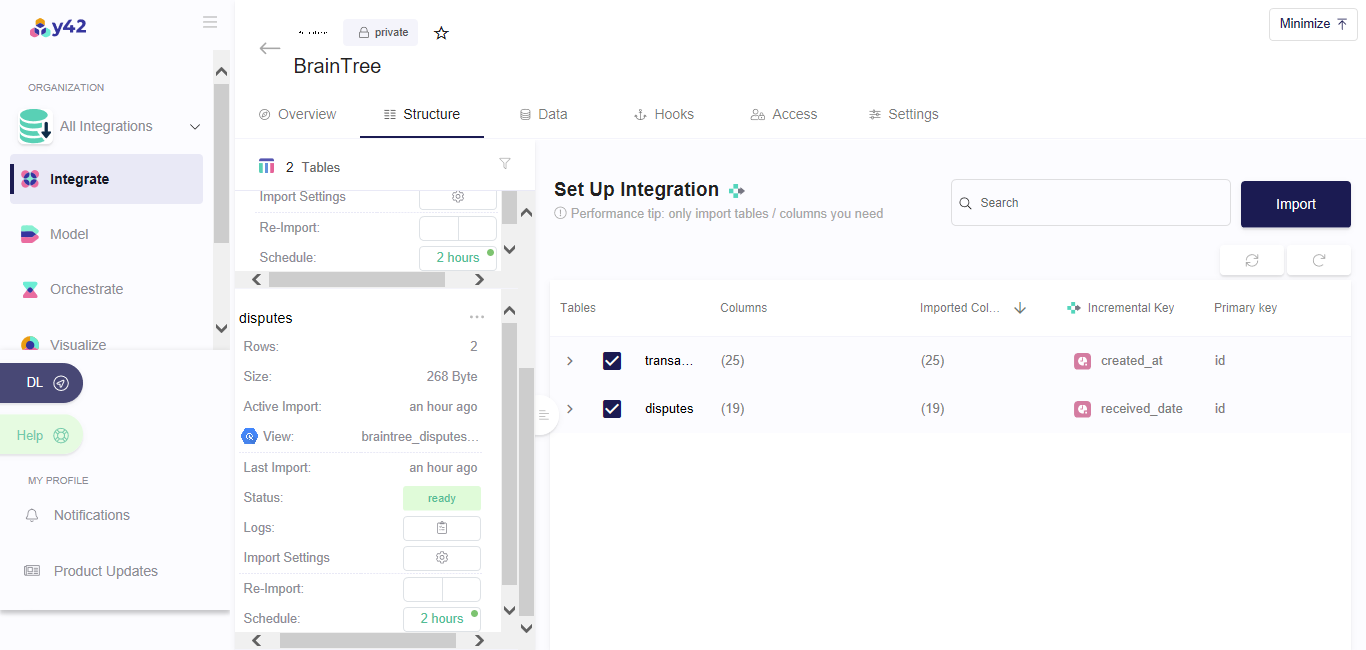 y42
private
Minimize
BrainTree
ORGANIZATION
All Integrations
Overview
Structure
Data
Hooks
Access
Settings
Integrate
Model
Orchestrate
Visualize
DL
Help
MY PROFILE
Notifications
Product Updates
2 Tables
Import Settings
Re-Import:
Schedule: 2 hours
disputes ...
Rows: 2
Size: 268 Byte
Active Import: an hour ago
View: braintree_disputes...
Last Import: an hour ago
Status: ready
Logs:
Import Settings
Re-Import:
Schedule: 2 hours
Set Up Integration
Performance tip: only import tables / columns you need
Search
Import
Tables Columns Imported Col... Incremental Key Primary key
transa... (25) (25) created_at id
disputes (19) (19) received_date id